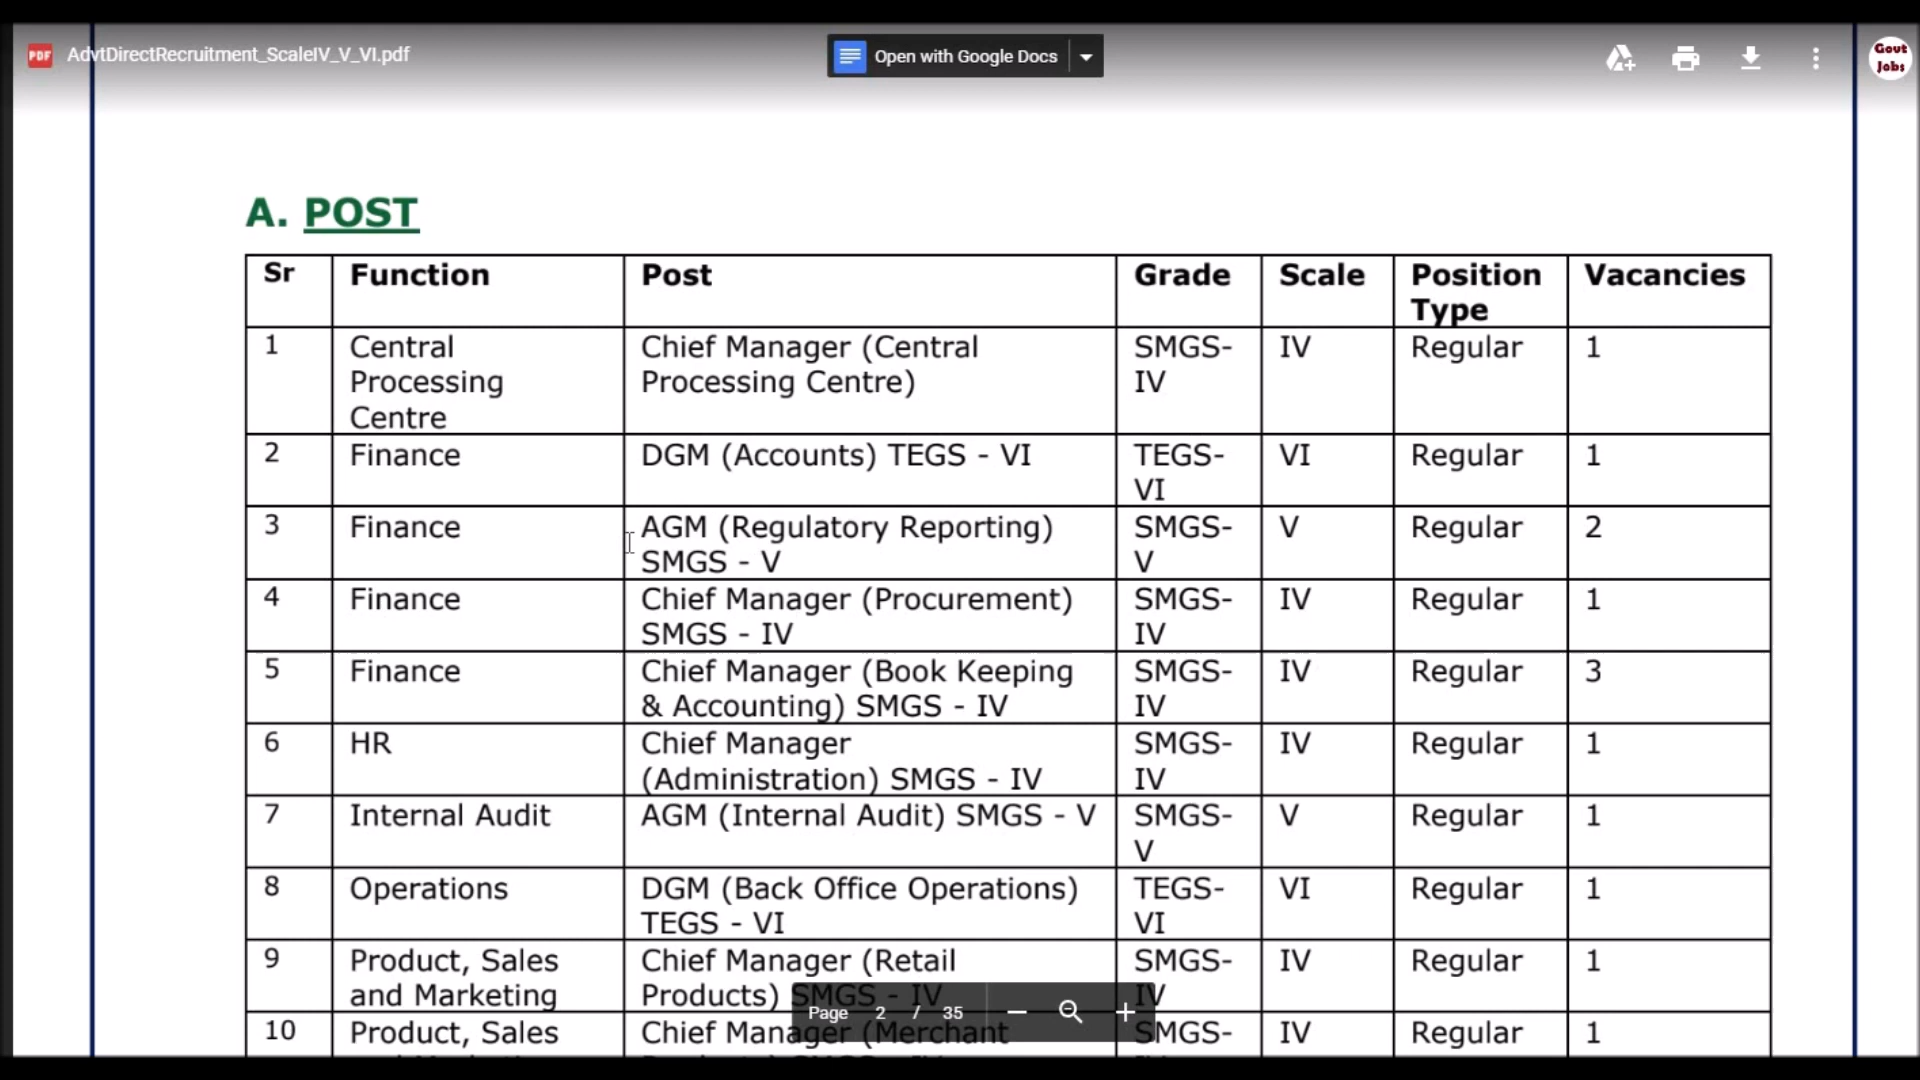 PDF AdvtDirectRecruitment_ScaleIV_V_VI.pdf
Open with Google Docs
Govt
Jobs
A. POST
Sr Function Post Grade Scale Position Vacancies
Type
1 Central Chief Manager (Central SMGS- IV Regular 1
Processing Processing Centre) IV
Centre
2 Finance DGM (Accounts) TEGS - VI TEGS- VI Regular 1
VI
3 Finance AGM (Regulatory Reporting) SMGS- V Regular 2
SMGS - V V
4 Finance Chief Manager (Procurement) SMGS- IV Regular 1
SMGS - IV IV
5 Finance Chief Manager (Book Keeping SMGS- IV Regular 3
& Accounting) SMGS - IV IV
6 HR Chief Manager SMGS- IV Regular 1
(Administration) SMGS - IV IV
7 Internal Audit AGM (Internal Audit) SMGS - V SMGS- V Regular 1
V
8 Operations DGM (Back Office Operations) TEGS- VI Regular 1
TEGS - VI VI
9 Product, Sales Chief Manager (Retail SMGS- IV Regular 1
and Marketing Products) SMGS - IV IV
Page 2 / 35
10 Product, Sales Chief Manager (Merchant SMGS- IV Regular 1